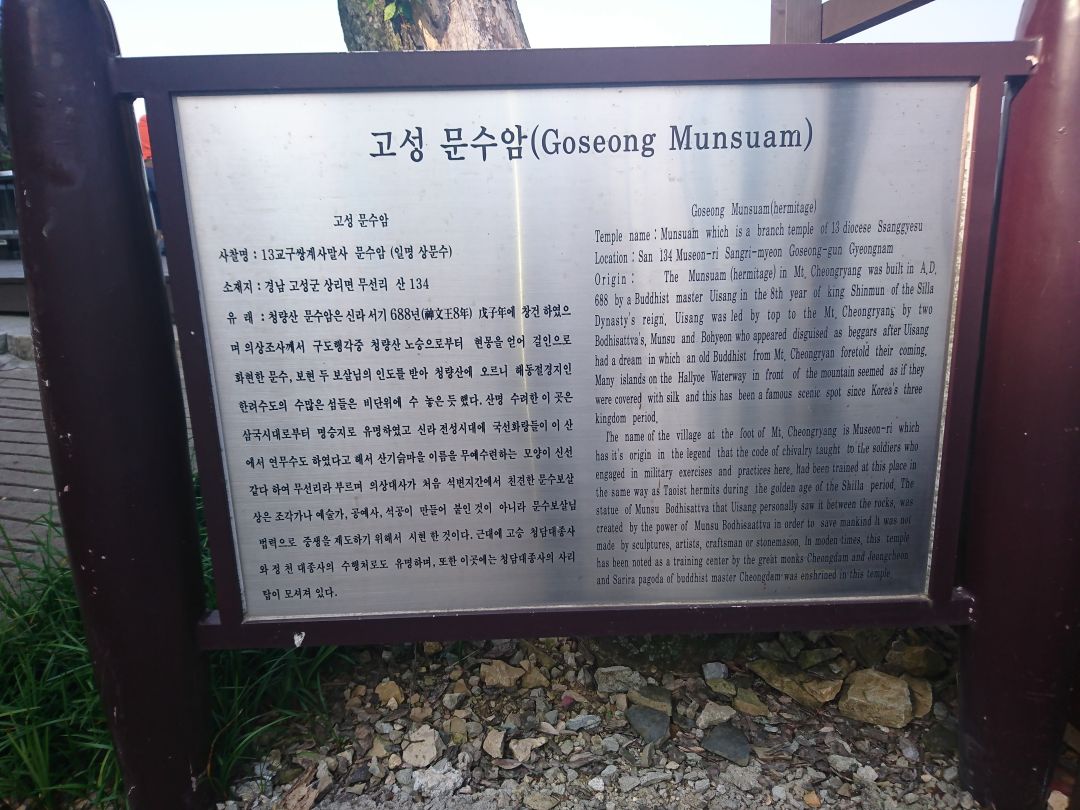 고성 문수암(Goseong Munsuam)
고성 문수암
사찰명 : 13교구쌍계사말사 문수암 (일명 상문수)
소재지 : 경남 고성군 상리면 무선리 산 134
유 래 : 청량산 문수암은 신라 서기 688년(神文王8年) 戊子年에 창건 하였으
며 의상조사께서 구도행각중 청량산 노승으로부터 현몽을 얻어 걸인으로
화현한 문수, 보현 두 보살님의 인도를 받아 청량산에 오르니 해동절경지인
한려수도의 수많은 섬들은 비단위에 수 놓은 듯 했다. 산명 수려한 이 곳은
삼국시대로부터 명승지로 유명하였고 신라 전성시대에 국선화랑들이 이 산
에서 연무수도 하였다고 해서 산기슭마을 이름을 무예수련하는 모양이 신선
같다 하여 무선리라 부르며 의상대사가 처음 석벽지간에서 친견한 문수보살
상은 조각가나 예술가, 공예사, 석공이 만들어 붙인 것이 아니라 문수보살님
법력으로 중생을 제도하기 위해서 시현 한 것이다. 근대에 고승 청담대종사
와 정 천 대종사의 수행처로도 유명하며, 또한 이곳에는 청담대종사의 사리
탑이 모셔져 있다.
Goseong Munsuam(hermitage)
Temple name : Munsuam which is a branch temple of 13 diocese Ssanggyesu
Location : San 134 Museon-ri Sangri-myeon Goseong-gun Gyeongnam
Origin : The Munsuam (hermitage) in Mt. Cheongryang was built in A.D.
688 by a Buddhist master Uisang in the 8th year of king Shinmun of the Silla
Dynasty's reign. Uisang was led by top to the Mt. Cheongryang by two
Bodhisattva's, Munsu and Bohyeon who appeared disguised as beggars after Uisang
had a dream in which an old Buddhist from Mt. Cheongryan foretold their coming.
Many islands on the Hallyoe Waterway in front of the mountain seemed as if they
were covered with silk and this has been a famous scenic spot since Korea's three
kingdom period.
The name of the village at the foot of Mt. Cheongryang is Museon-ri which
has it's origin in the legend that the code of chivalry taught to the soldiers who
engaged in military exercises and practices here, had been trained at this place in
the same way as Taoist hermits during the golden age of the Shilla period. The
statue of Munsu Bodhisattva that Uisang personally saw it between the rocks, was
created by the power of Munsu Bodhisaattva in order to save mankind It was not
made by sculptures, artists, craftsman or stonemason. In moden times, this temple
has been noted as a training center by the great monks Cheongdam and Jeongcheon
and Sarira pagoda of buddhist master Cheongdam was enshrined in this temple.